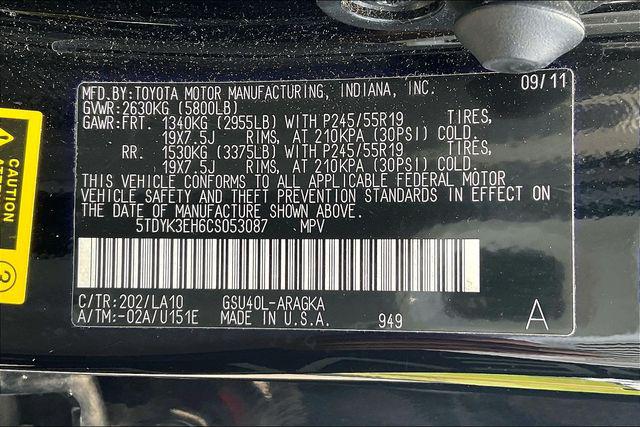 MFD.BY:TOYOTA MOTOR MANUFACTURING, INDIANA, INC. 09/11
GVWR:2630KG (5800LB)
GAWR:FRT. 1340KG (2955LB) WITH P245/55R19 TIRES,
19X7.5J RIMS, AT 210KPA (30PSI) COLD.
RR. 1530KG (3375LB) WITH P245/55R19 TIRES,
19X7.5J RIMS, AT 210KPA (30PSI) COLD.
THIS VEHICLE CONFORMS TO ALL APPLICABLE FEDERAL MOTOR
VEHICLE SAFETY AND THEFT PREVENTION STANDARDS IN EFFECT ON
THE DATE OF MANUFACTURE SHOWN ABOVE.
5TDYK3EH6CS053087 MPV
C/TR:202/LA10 GSU40L-ARAGKA
A/TM:-02A/U151E MADE IN U.S.A. 949 A
CAUTION